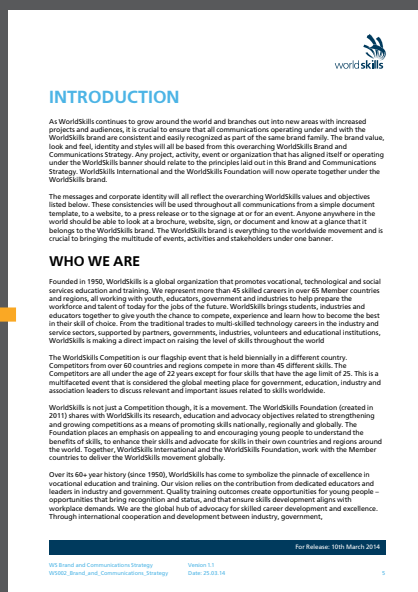 worldskills
INTRODUCTION
As WorldSkills continues to grow around the world and branches out into new areas with increased
projects and audiences, it is crucial to ensure that all communications operating under and with the
WorldSkills brand are consistent and easily recognized as part of the same brand family. The brand value,
look and feel, identity and styles will all be based from this overarching WorldSkills Brand and
Communications Strategy. Any project, activity, event or organization that has aligned itself or operating
under the WorldSkills banner should relate to the principles laid out in this Brand and Communications
Strategy. WorldSkills International and the WorldSkills Foundation will now operate together under the
WorldSkills brand.
The messages and corporate identity will all reflect the overarching WorldSkills values and objectives
listed below. These consistencies will be used throughout all communications from a simple document
template, to a website, to a press release or to the signage at or for an event. Anyone anywhere in the
world should be able to look at a brochure, website, sign, or document and know at a glance that it
belongs to the WorldSkills brand. The WorldSkills brand is everything to the worldwide movement and is
crucial to bringing the multitude of events, activities and stakeholders under one banner.
WHO WE ARE
Founded in 1950, WorldSkills is a global organization that promotes vocational, technological and social
services education and training. We represent more than 45 skilled careers in over 65 Member countries
and regions, all working with youth, educators, government and industries to help prepare the
workforce and talent of today for the jobs of the future. WorldSkills brings students, industries and
educators together to give youth the chance to compete, experience and learn how to become the best
in their skill of choice. From the traditional trades to multi-skilled technology careers in the industry and
service sectors, supported by partners, governments, industries, volunteers and educational institutions,
WorldSkills is making a direct impact on raising the level of skills throughout the world
The WorldSkills Competition is our flagship event that is held biennially in a different country.
Competitors from over 60 countries and regions compete in more than 45 different skills. The
Competitors are all under the age of 22 years except for four skills that have the age limit of 25. This is a
multifaceted event that is considered the global meeting place for government, education, industry and
association leaders to discuss relevant and important issues related to skills worldwide.
WorldSkills is not just a Competition though, it is a movement. The WorldSkills Foundation (created in
2011) shares with WorldSkills its research, education and advocacy objectives related to strengthening
and growing competitions as a means of promoting skills nationally, regionally and globally. The
Foundation places an emphasis on appealing to and encouraging young people to understand the
benefits of skills, to enhance their skills and advocate for skills in their own countries and regions around
the world. Together, WorldSkills International and the WorldSkills Foundation, work with the Member
countries to deliver the WorldSkills movement globally.
Over its 60+ year history (since 1950), WorldSkills has come to symbolize the pinnacle of excellence in
vocational education and training. Our vision relies on the contribution from dedicated educators and
leaders in industry and government. Quality training outcomes create opportunities for young people –
opportunities that bring recognition and status, and that ensure skills development aligns with
workplace demands. We are the global hub of advocacy for skilled career development and excellence.
Through international cooperation and development between industry, government,
For Release: 10th March 2014
WS Brand and Communications Strategy Version 1.1
WS002_Brand_and_Communications_Strategy Date: 25.03.14 5